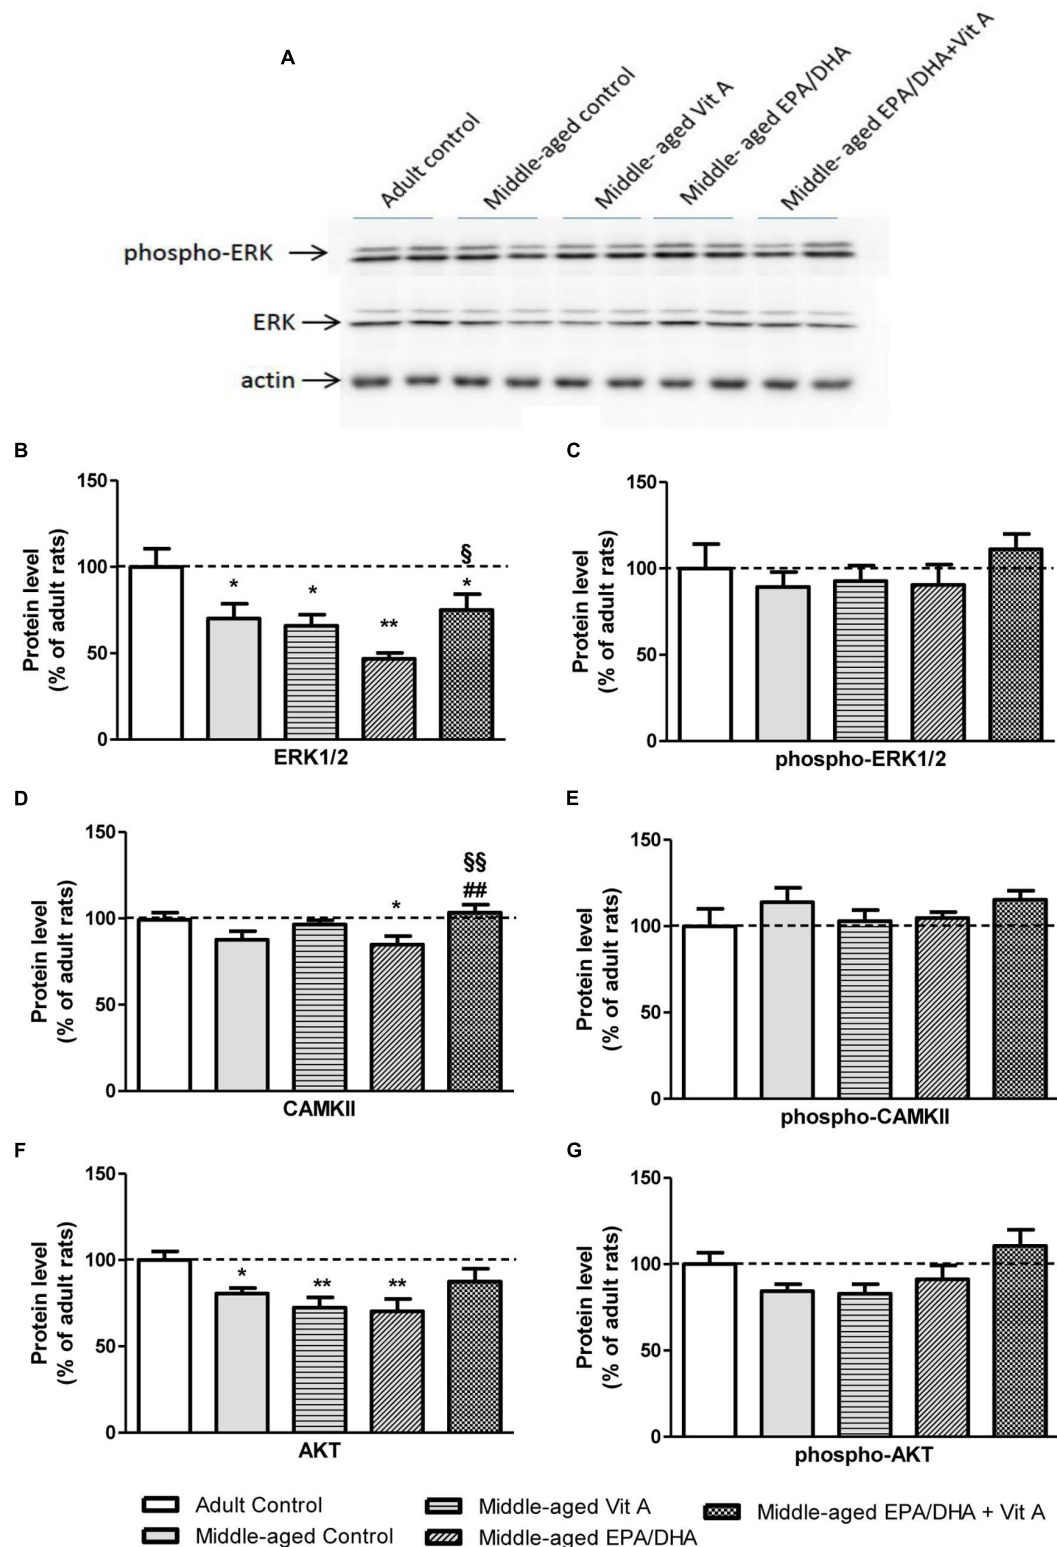 A
Adult control
Middle-aged control
Middle- aged Vit A
Middle- aged EPA/DHA
Middle- aged EPA/DHA+Vit A
phospho-ERK
ERK
actin
B
Protein level
(% of adult rats)
150
100
50
0
*
*
**
§
*
ERK1/2
C
Protein level
(% of adult rats)
150
100
50
0
phospho-ERK1/2
D
Protein level
(% of adult rats)
150
100
50
0
*
§§
##
CAMKII
E
Protein level
(% of adult rats)
150
100
50
0
phospho-CAMKII
F
Protein level
(% of adult rats)
150
100
50
0
*
**
**
AKT
G
Protein level
(% of adult rats)
150
100
50
0
phospho-AKT
Adult Control
Middle-aged Control
Middle-aged Vit A
Middle-aged EPA/DHA
Middle-aged EPA/DHA + Vit A